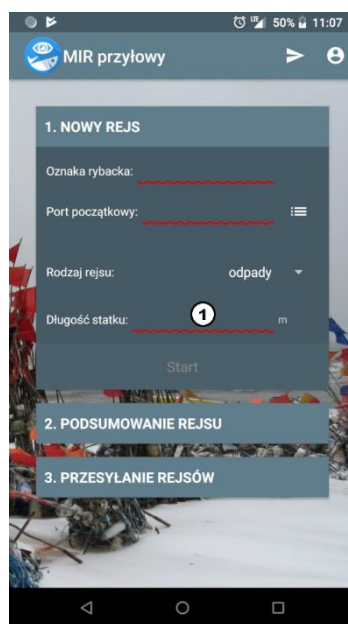 LTE 50% 11:07
MIR przyłowy
1. NOWY REJS
Oznaka rybacka:
Port początkowy:
Rodzaj rejsu: odpady
Długość statku: 1 m
Start
2. PODSUMOWANIE REJSU
3. PRZESYŁANIE REJSÓW